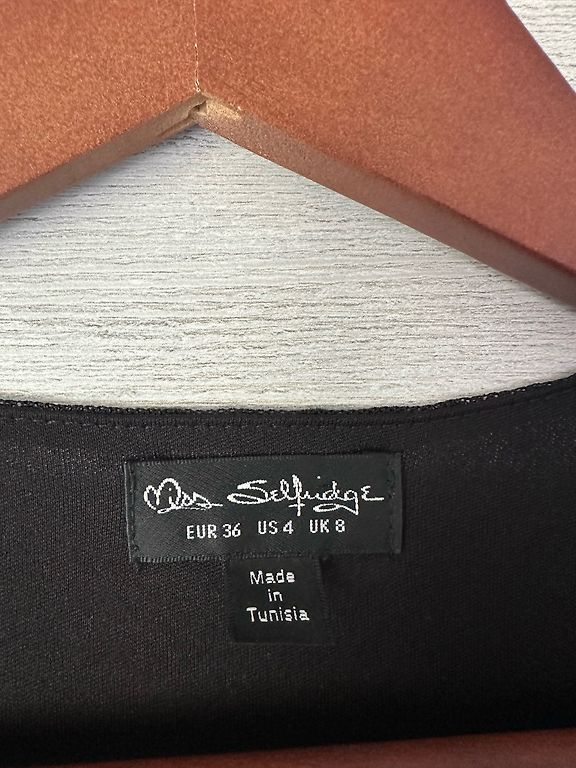 Miss Selfridge
EUR 36 US 4 UK 8
Made
in
Tunisia